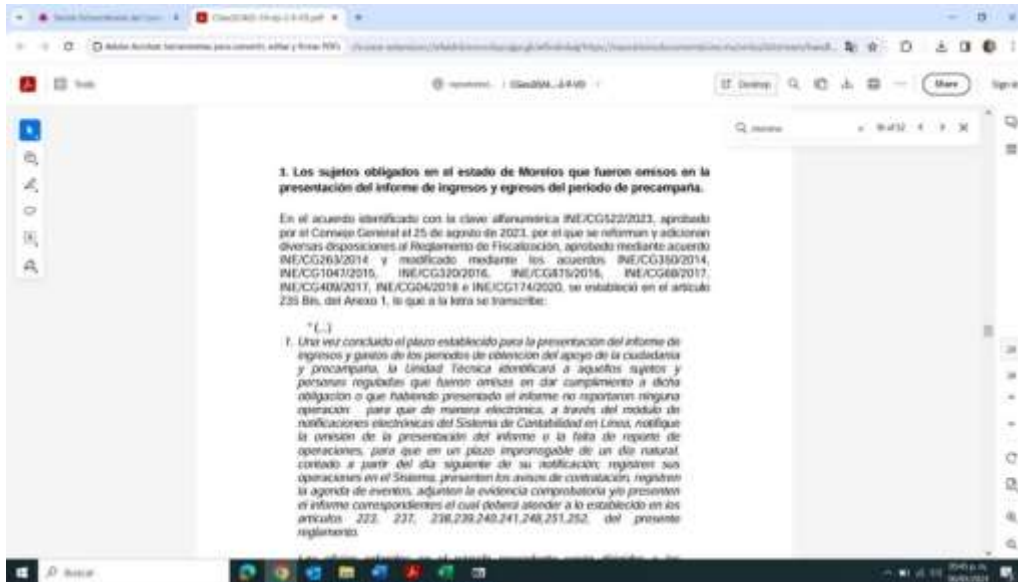 Desktop
Share
3. Los sujetos obligados en el estado de Morelos que fueron omisos en la
presentación del informe de ingresos y egresos del periodo de precampaña.
En el acuerdo identificado con la clave alfanumérica INE/CG522/2023, aprobado
por el Consejo General el 25 de agosto de 2023, por el que se reforman y adicionan
diversas disposiciones al Reglamento de Fiscalización, aprobado mediante acuerdo
INE/CG263/2014 y modificado mediante los acuerdos INE/CG350/2014,
INE/CG1047/2015, INE/CG320/2016, INE/CG875/2016, INE/CG68/2017,
INE/CG409/2017, INE/CG04/2018 e INE/CG174/2020, se estableció en el artículo
235 Bis, del Anexo 1, lo que a la letra se transcribe:
"(...)
1. Una vez concluido el plazo establecido para la presentación del informe de
ingresos y gastos de los periodos de obtención del apoyo de la ciudadanía
y precampaña, la Unidad Técnica identificará a aquellos sujetos y
personas reguladas que fueron omisas en dar cumplimiento a dicha
obligación o que habiendo presentado el informe no reportaron ninguna
operación para que de manera electrónica, a través del módulo de
notificaciones electrónicas del Sistema de Contabilidad en Línea, notifique
la omisión de la presentación del informe o la falta de reporte de
operaciones, para que en un plazo improrrogable de un día natural,
contado a partir del día siguiente de su notificación; registren sus
operaciones en el Sistema, presenten los avisos de contratación, registren
la agenda de eventos, adjunten la evidencia comprobatoria y/o presenten
el informe correspondientes el cual deberá atender a lo establecido en los
artículos 223, 237, 238,239,240,241,248,251,252, del presente
reglamento.
Buscar